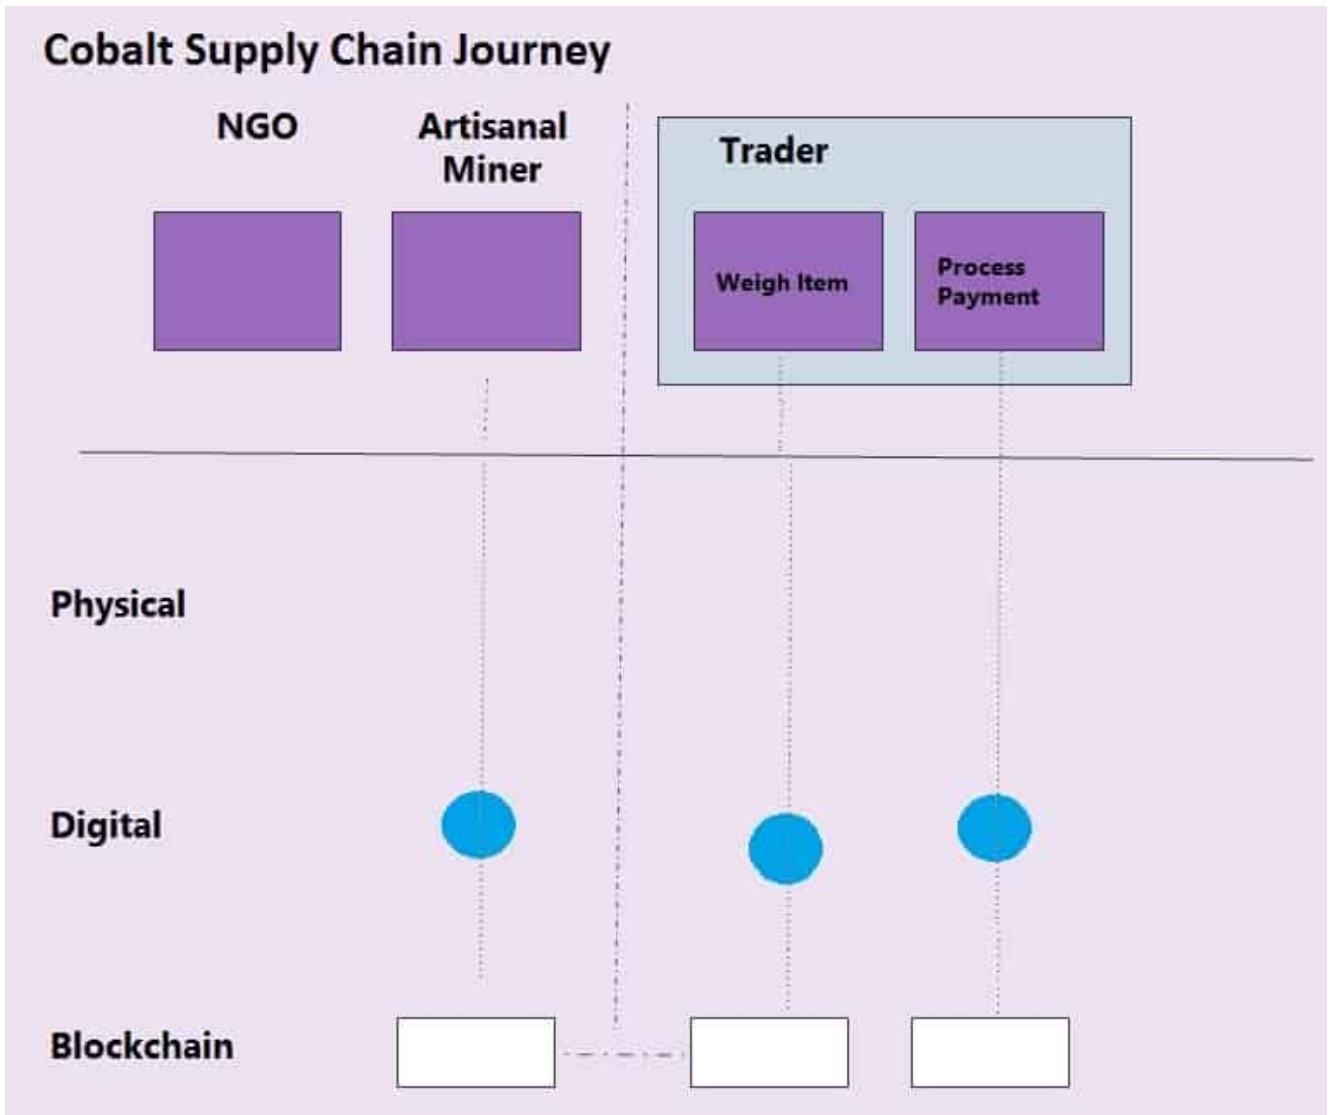 Cobalt Supply Chain Journey
NGO
Artisanal
Miner
Trader
Weigh Item
Process
Payment
Physical
Digital
Blockchain